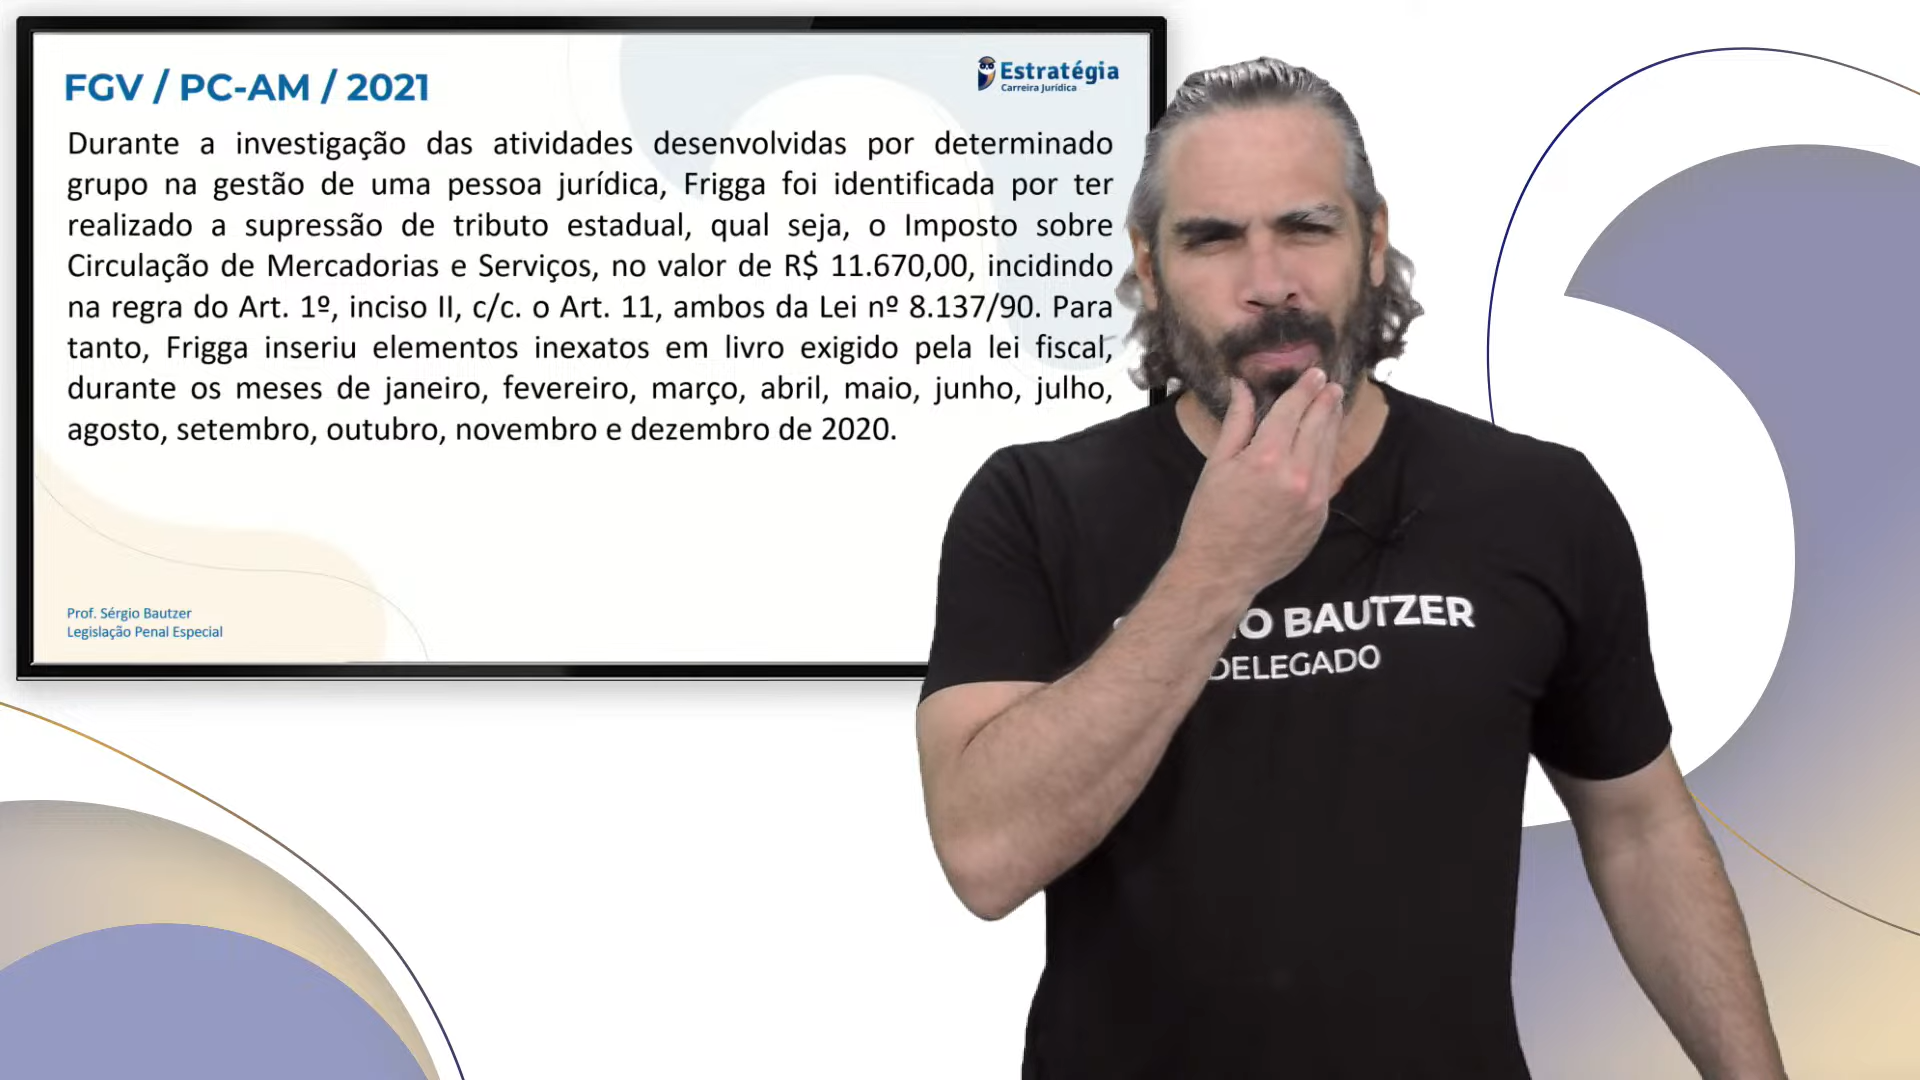 FGV / PC-AM / 2021
Estratégia
Carreira Jurídica
Durante a investigação das atividades desenvolvidas por determinado
grupo na gestão de uma pessoa jurídica, Frigga foi identificada por ter
realizado a supressão de tributo estadual, qual seja, o Imposto sobre
Circulação de Mercadorias e Serviços, no valor de R$ 11.670,00, incidindo
na regra do Art. 1º, inciso II, c/c. o Art. 11, ambos da Lei nº 8.137/90. Para
tanto, Frigga inseriu elementos inexatos em livro exigido pela lei fiscal,
durante os meses de janeiro, fevereiro, março, abril, maio, junho, julho,
agosto, setembro, outubro, novembro e dezembro de 2020.
Prof. Sérgio Bautzer
Legislação Penal Especial
BAUTZER
DELEGADO